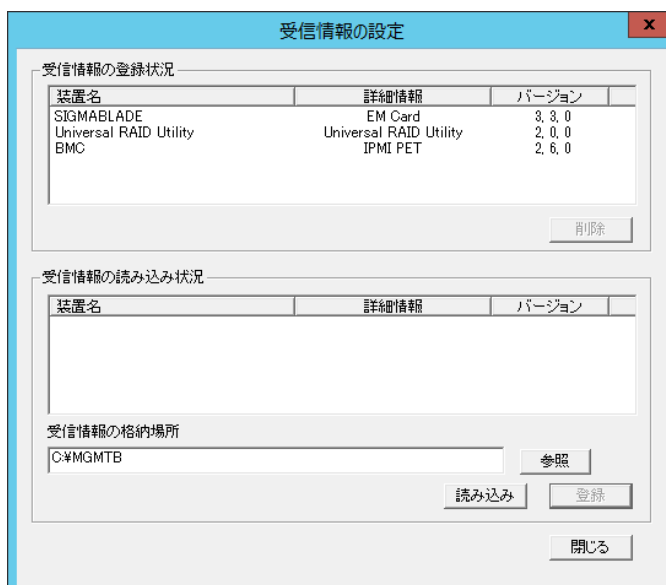 受信情報の設定
x
受信情報の登録状況
装置名 詳細情報 バージョン
SIGMABLADE EM Card 3, 3, 0
Universal RAID Utility Universal RAID Utility 2, 0, 0
BMC IPMI PET 2, 6, 0
削除
受信情報の読み込み状況
装置名 詳細情報 バージョン
受信情報の格納場所
C:¥MGMTB
参照
読み込み 登録
閉じる